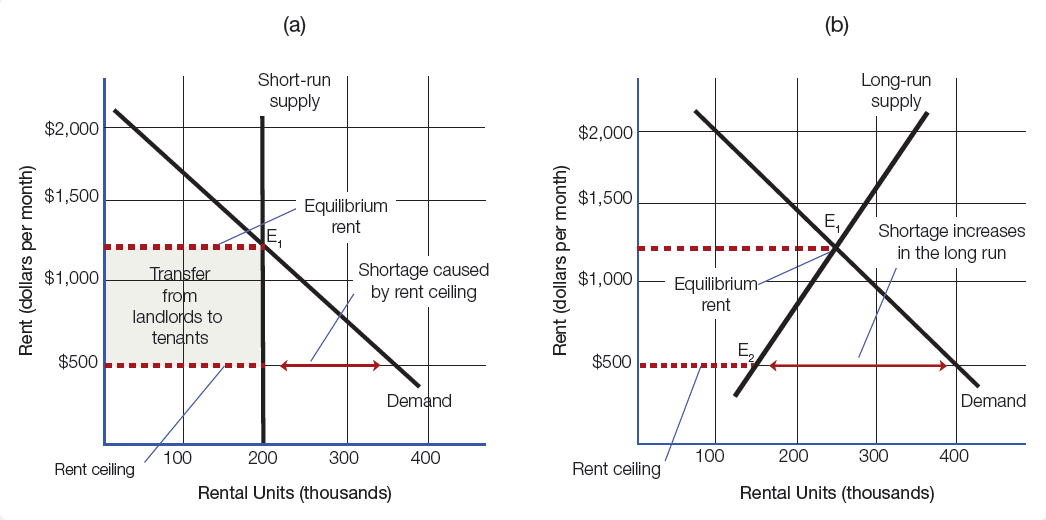 (a)
Short-run
supply
$2,000
$1,500
$1,000
$500
Rent (dollars per month)
Equilibrium
rent
E1
Transfer
from
landlords to
tenants
Shortage caused
by rent ceiling
Demand
Rent ceiling
100
200
300
400
Rental Units (thousands)
(b)
Long-run
supply
$2,000
$1,500
$1,000
$500
Rent (dollars per month)
E1
Shortage increases
in the long run
Equilibrium
rent
E2
Demand
Rent ceiling
100
200
300
400
Rental Units (thousands)